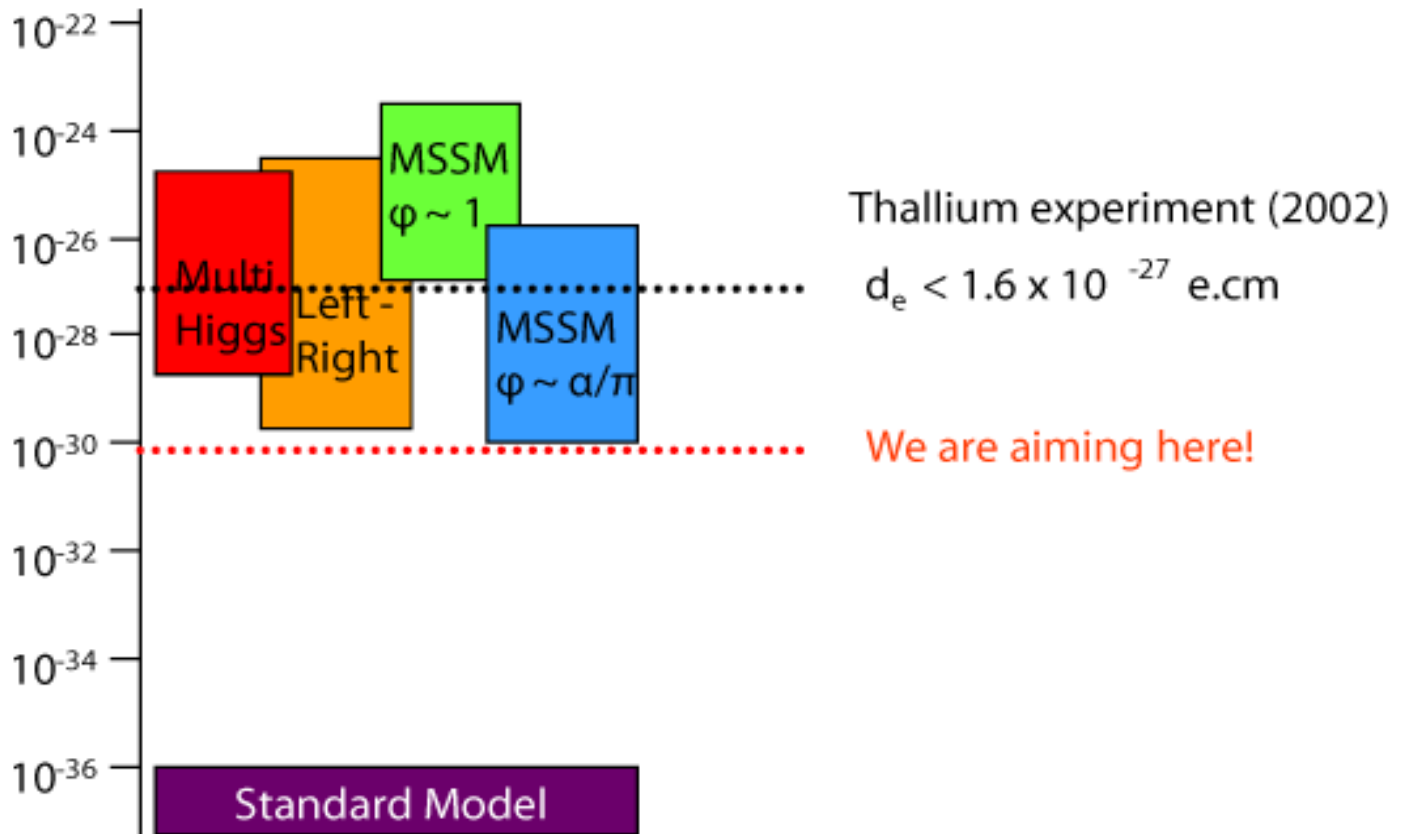 10-22
10-24
10-26
10-28
10-30
10-32
10-34
10-36
Multi
Higgs
Left -
Right
MSSM
φ ~ 1
MSSM
φ ~ α/π
Thallium experiment (2002)
de < 1.6 x 10 -27 e.cm
We are aiming here!
Standard Model